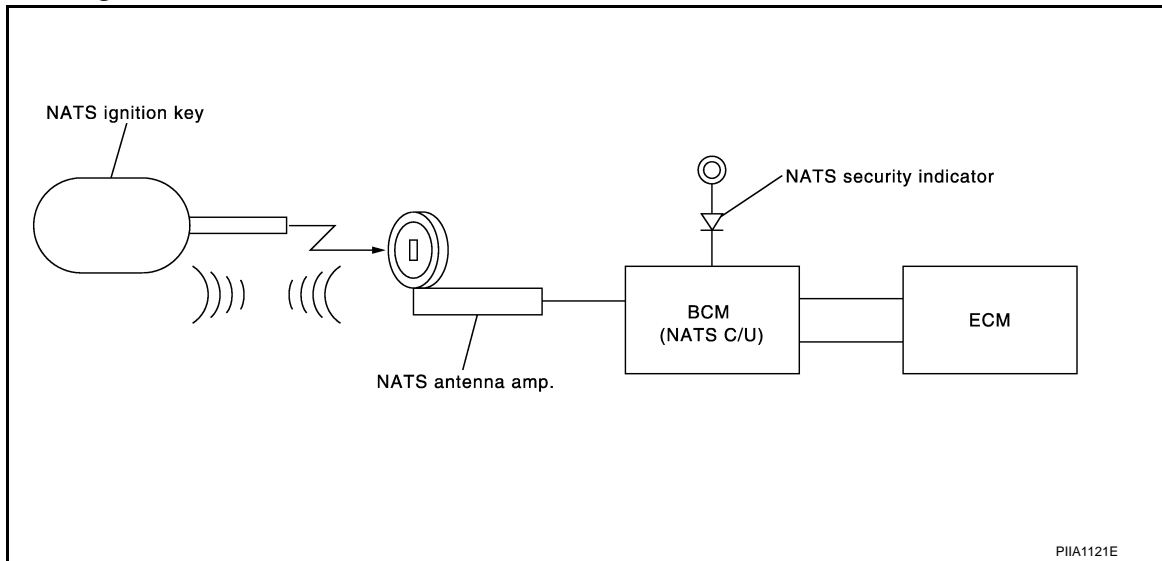 NATS ignition key
NATS security indicator
BCM
(NATS C/U)
ECM
NATS antenna amp.
PIIA1121E